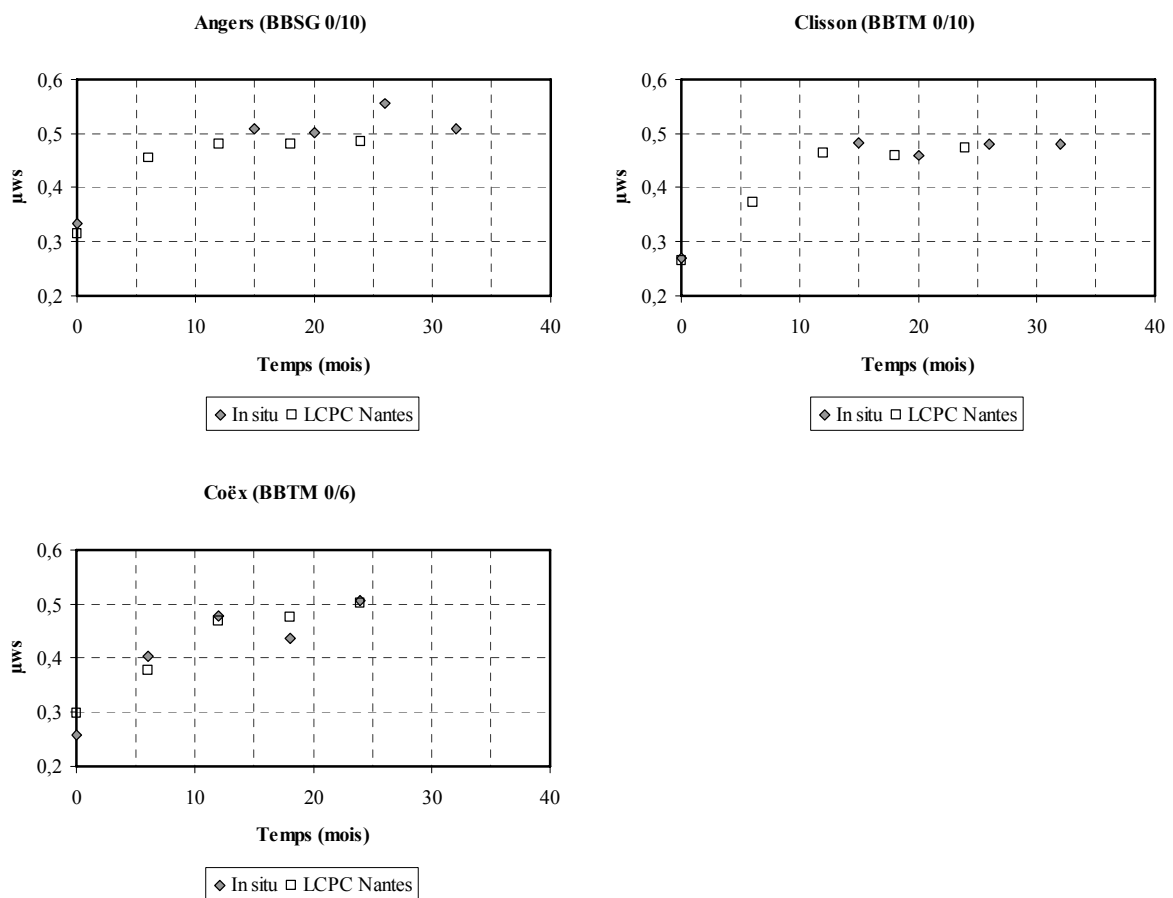 Angers (BBSG 0/10)
0,6
0,5
0,4
0,3
0,2
µws
0 10 20 30 40
Temps (mois)
In situ LCPC Nantes
Clisson (BBTM 0/10)
0,6
0,5
0,4
0,3
0,2
µws
0 10 20 30 40
Temps (mois)
In situ LCPC Nantes
Coëx (BBTM 0/6)
0,6
0,5
0,4
0,3
0,2
µws
0 10 20 30 40
Temps (mois)
In situ LCPC Nantes